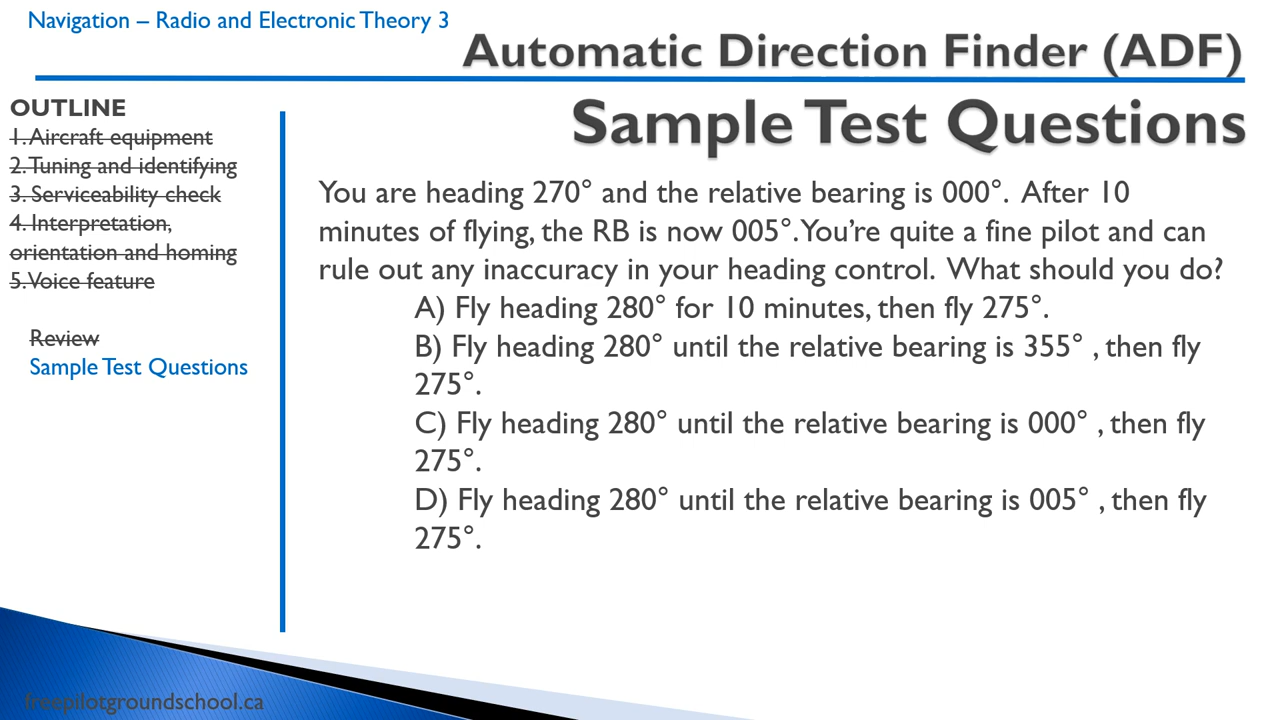 Navigation – Radio and Electronic Theory 3
Automatic Direction Finder (ADF)
Sample Test Questions
OUTLINE
1. Aircraft equipment
2. Tuning and identifying
3. Serviceability check
4. Interpretation,
orientation and homing
5. Voice feature
Review
Sample Test Questions
You are heading 270° and the relative bearing is 000°. After 10
minutes of flying, the RB is now 005°. You’re quite a fine pilot and can
rule out any inaccuracy in your heading control. What should you do?
A) Fly heading 280° for 10 minutes, then fly 275°.
B) Fly heading 280° until the relative bearing is 355° , then fly
275°.
C) Fly heading 280° until the relative bearing is 000° , then fly
275°.
D) Fly heading 280° until the relative bearing is 005° , then fly
275°.
freepilotgroundschool.ca